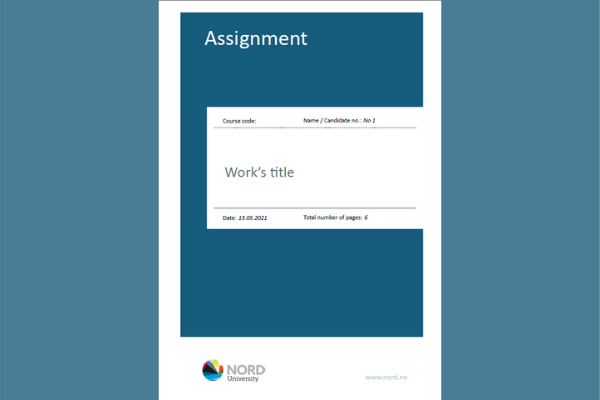 Assignment
Course code: Name / Candidate no.: No 1
Work's title
Date: 13.05.2021 Total number of pages: 6
NORD
University
www.nord.no